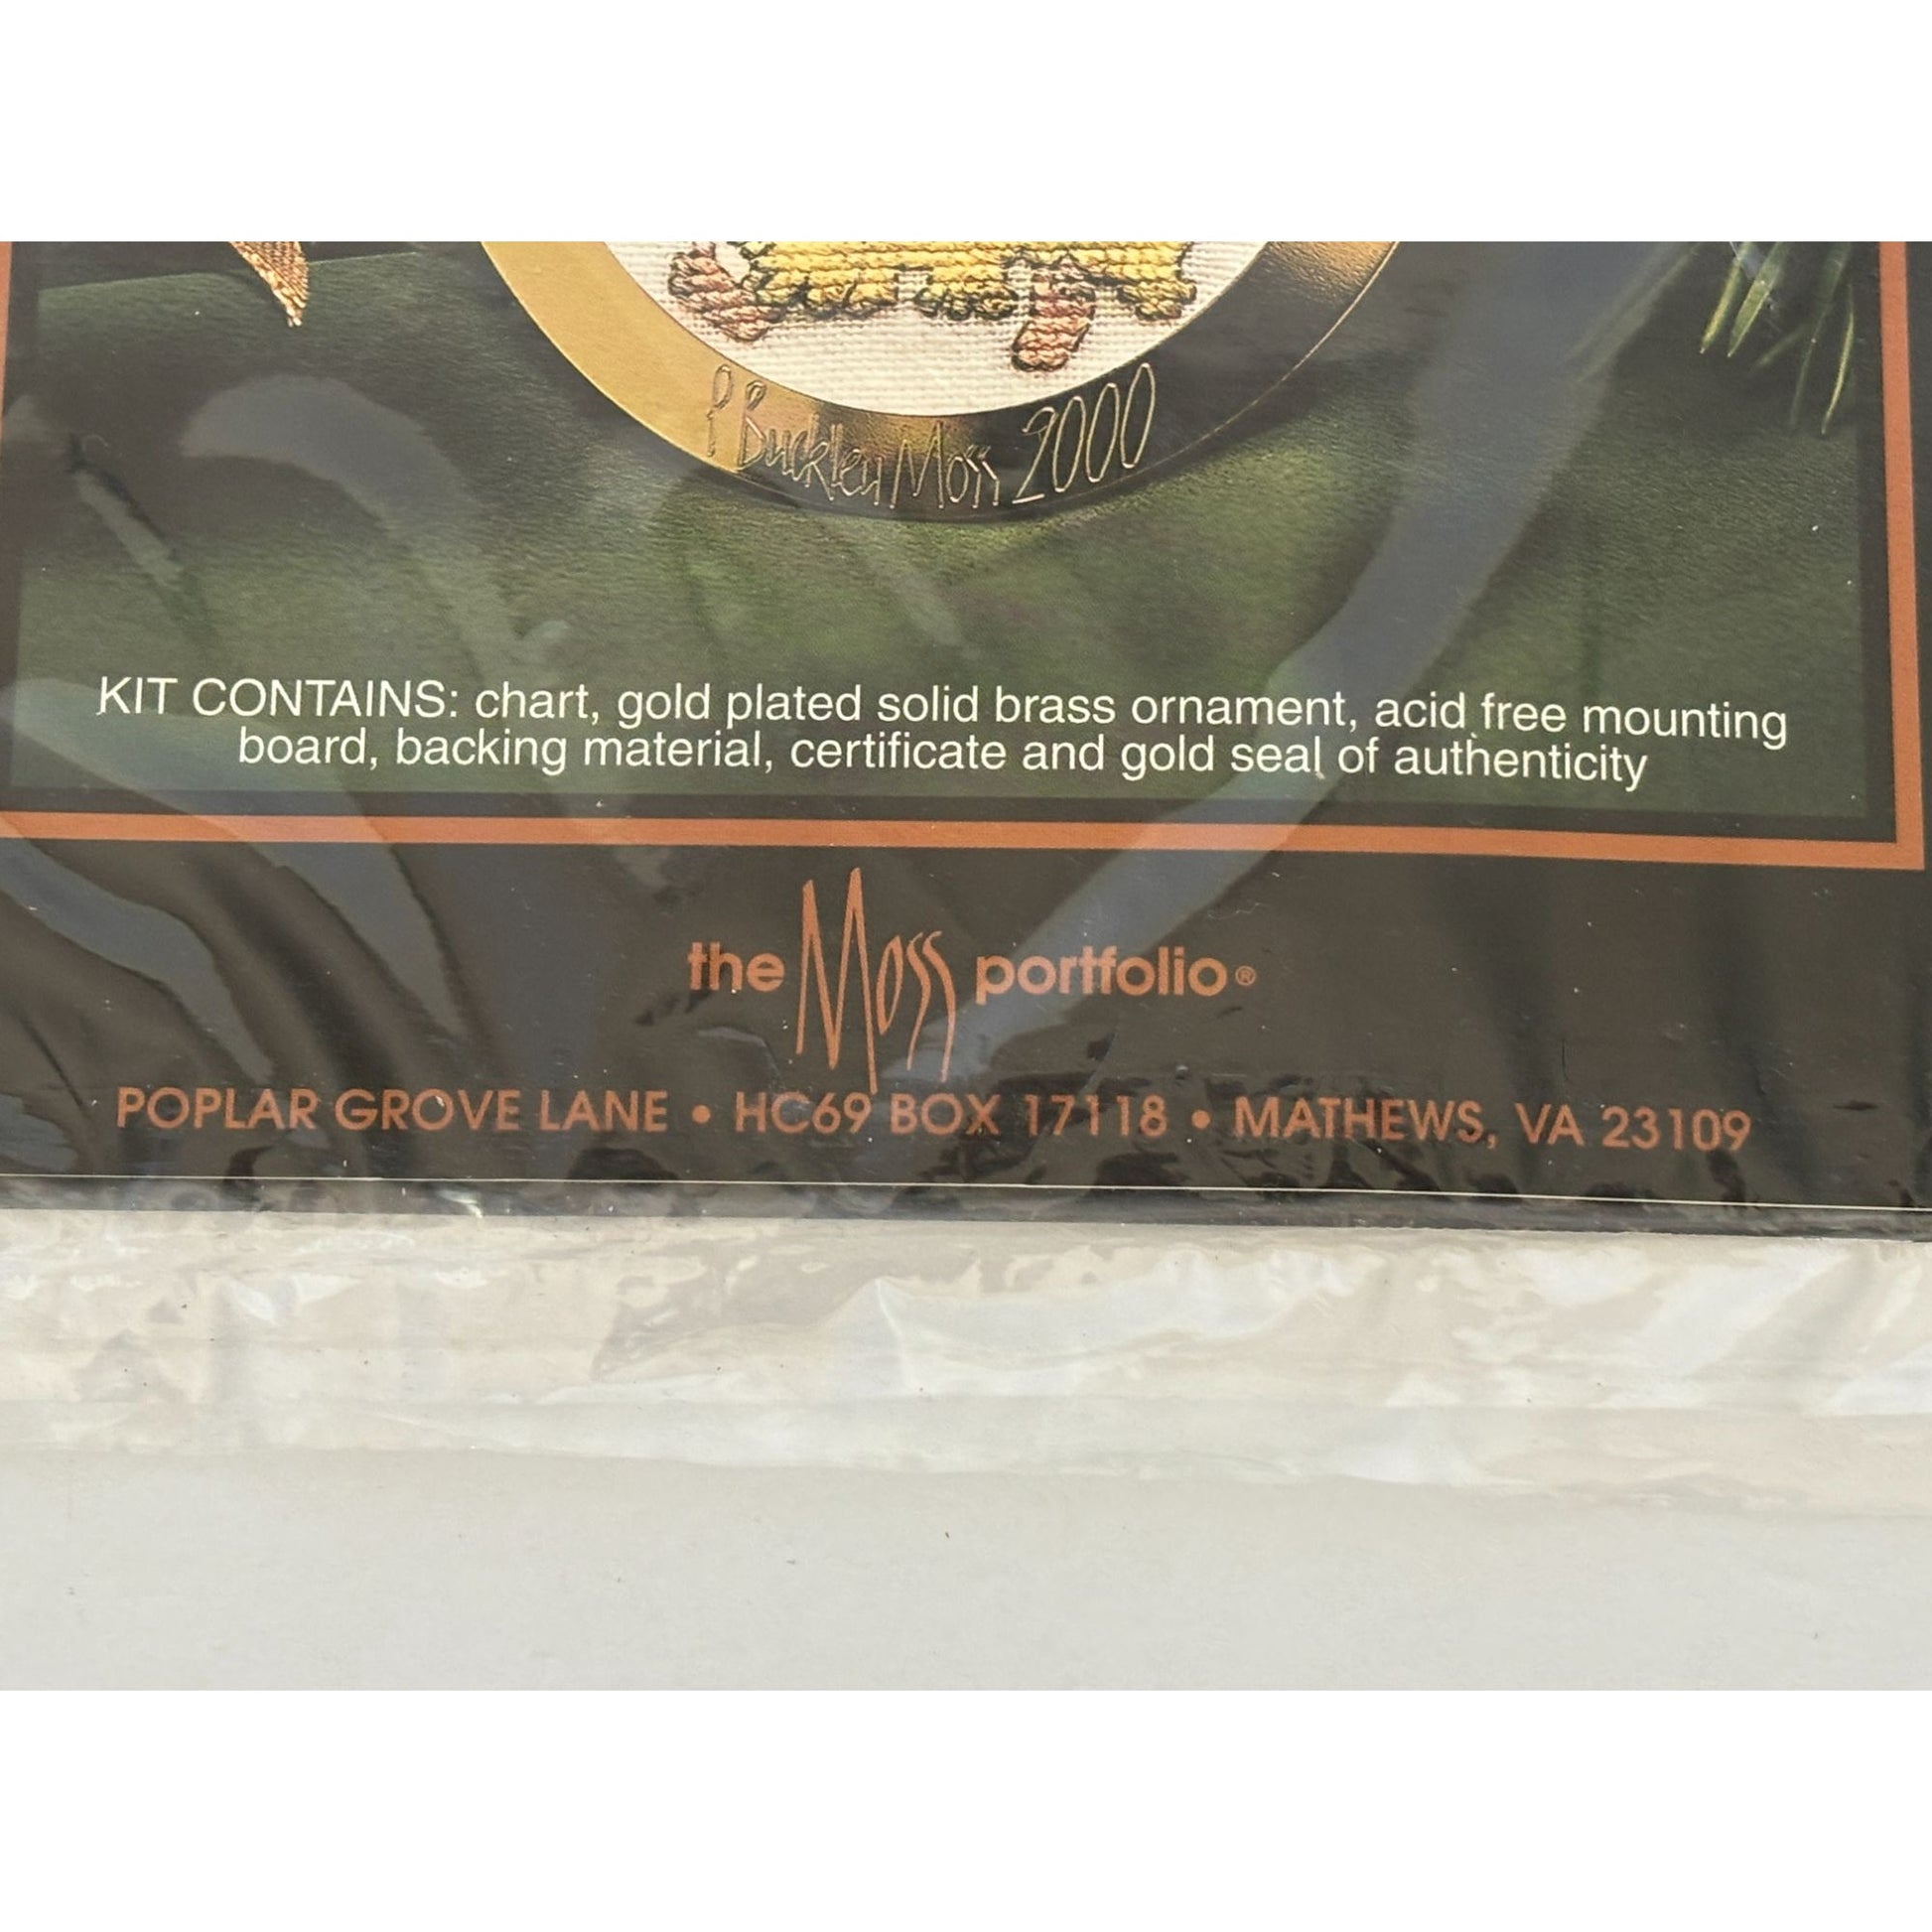 P Buckley Moss 2000
KIT CONTAINS: chart, gold plated solid brass ornament, acid free mounting
board, backing material, certificate and gold seal of authenticity
the Moss portfolio®
POPLAR GROVE LANE • HC69 BOX 17118 • MATHEWS, VA 23109